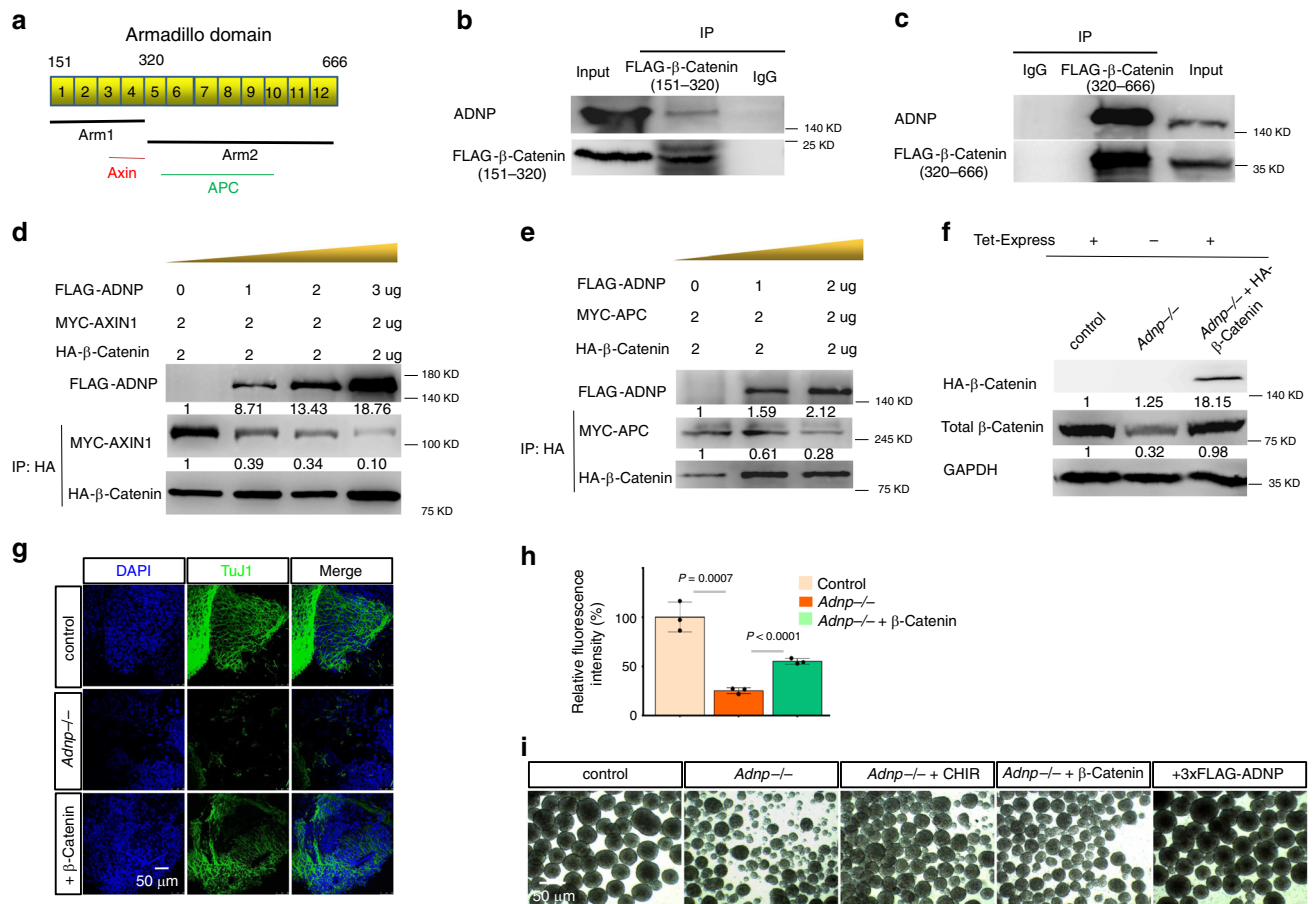 a
Armadillo domain
151 320 666
1 2 3 4 5 6 7 8 9 10 11 12
Arm1
Arm2
Axin
APC
b
IP
Input FLAG-β-Catenin (151–320) IgG
ADNP
140 KD
25 KD
FLAG-β-Catenin
(151–320)
c
IP
IgG FLAG-β-Catenin (320–666) Input
ADNP
140 KD
FLAG-β-Catenin
(320–666)
35 KD
d
FLAG-ADNP 0 1 2 3 ug
MYC-AXIN1 2 2 2 2 ug
HA-β-Catenin 2 2 2 2 ug
FLAG-ADNP
180 KD
140 KD
1 8.71 13.43 18.76
IP: HA
MYC-AXIN1
100 KD
1 0.39 0.34 0.10
HA-β-Catenin
75 KD
e
FLAG-ADNP 0 1 2 ug
MYC-APC 2 2 2 ug
HA-β-Catenin 2 2 2 ug
FLAG-ADNP
140 KD
1 1.59 2.12
IP: HA
MYC-APC
245 KD
1 0.61 0.28
HA-β-Catenin
75 KD
f
Tet-Express + − +
control
Adnp−/−
Adnp−/− + HA-
β-Catenin
HA-β-Catenin
140 KD
1 1.25 18.15
Total β-Catenin
75 KD
1 0.32 0.98
GAPDH
35 KD
g
DAPI TuJ1 Merge
control
Adnp−/−
+ β-Catenin
50 μm
h
Relative fluorescence
intensity (%)
100
50
0
P = 0.0007
P < 0.0001
Control
Adnp−/−
Adnp−/− + β-Catenin
i
control Adnp−/− Adnp−/− + CHIR Adnp−/− + β-Catenin +3xFLAG-ADNP
50 μm